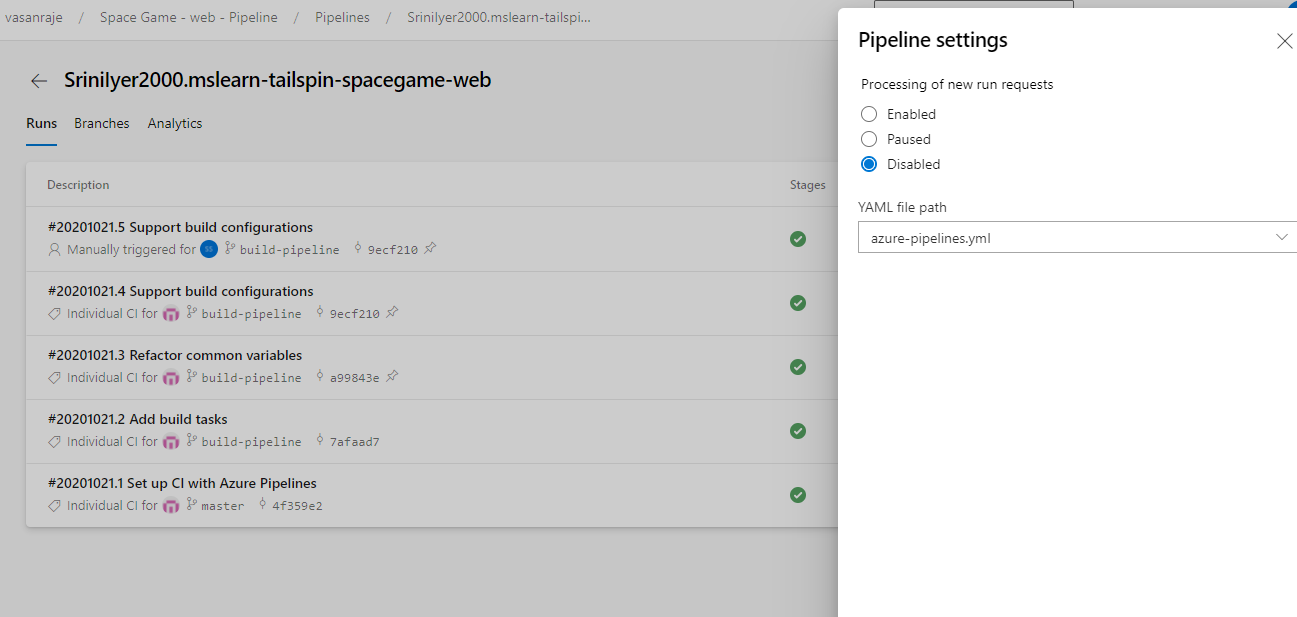 vasanraje / Space Game - web - Pipeline / Pipelines / SriniIyer2000.mslearn-tailspi...
SriniIyer2000.mslearn-tailspin-spacegame-web
Runs Branches Analytics
Description Stages
#20201021.5 Support build configurations
Manually triggered for SS build-pipeline 9ecf210
#20201021.4 Support build configurations
Individual CI for build-pipeline 9ecf210
#20201021.3 Refactor common variables
Individual CI for build-pipeline a99843e
#20201021.2 Add build tasks
Individual CI for build-pipeline 7afaad7
#20201021.1 Set up CI with Azure Pipelines
Individual CI for master 4f359e2
Pipeline settings
Processing of new run requests
Enabled
Paused
Disabled
YAML file path
azure-pipelines.yml